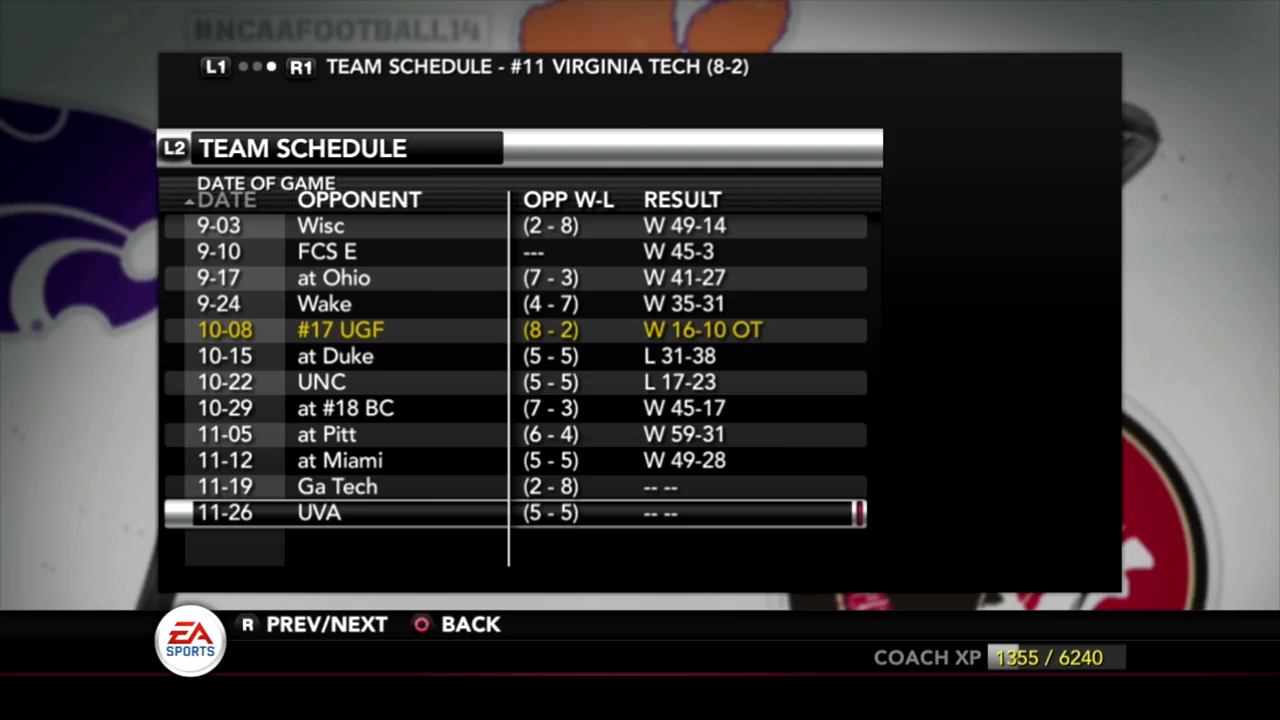 #NCAAFOOTBALL14
L1 R1 TEAM SCHEDULE - #11 VIRGINIA TECH (8-2)
L2 TEAM SCHEDULE
DATE OF GAME
DATE OPPONENT OPP W-L RESULT
9-03 Wisc (2 - 8) W 49-14
9-10 FCS E --- W 45-3
9-17 at Ohio (7 - 3) W 41-27
9-24 Wake (4 - 7) W 35-31
10-08 #17 UGF (8 - 2) W 16-10 OT
10-15 at Duke (5 - 5) L 31-38
10-22 UNC (5 - 5) L 17-23
10-29 at #18 BC (7 - 3) W 45-17
11-05 at Pitt (6 - 4) W 59-31
11-12 at Miami (5 - 5) W 49-28
11-19 Ga Tech (2 - 8) -- --
11-26 UVA (5 - 5) -- --
R PREV/NEXT BACK
EA
SPORTS
COACH XP 1355 / 6240